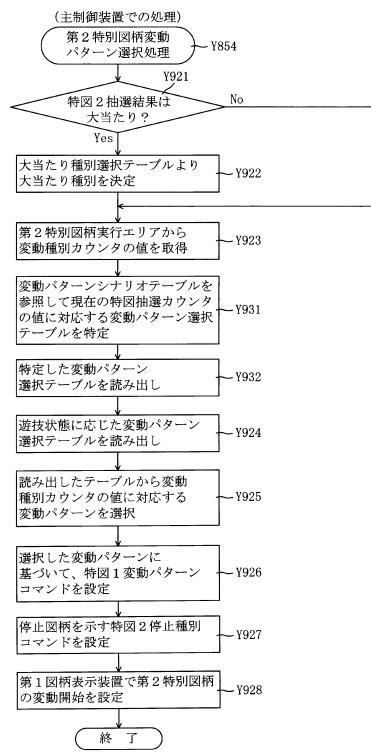 (主制御装置での処理)
第2特別図柄変動
パターン選択処理
Y854
Y921
特図2抽選結果は
大当たり?
No
Yes
大当たり種別選択テーブルより
大当たり種別を決定
Y922
第2特別図柄実行エリアから
変動種別カウンタの値を取得
Y923
変動パターンシナリオテーブルを
参照して現在の特図抽選カウンタ
の値に対応する変動パターン選択
テーブルを特定
Y931
特定した変動パターン
選択テーブルを読み出し
Y932
遊技状態に応じた変動パターン
選択テーブルを読み出し
Y924
読み出したテーブルから変動
種別カウンタの値に対応する
変動パターンを選択
Y925
選択した変動パターンに
基づいて、特図1変動パターン
コマンドを設定
Y926
停止図柄を示す特図2停止種別
コマンドを設定
Y927
第1図柄表示装置で第2特別図柄
の変動開始を設定
Y928
終 了